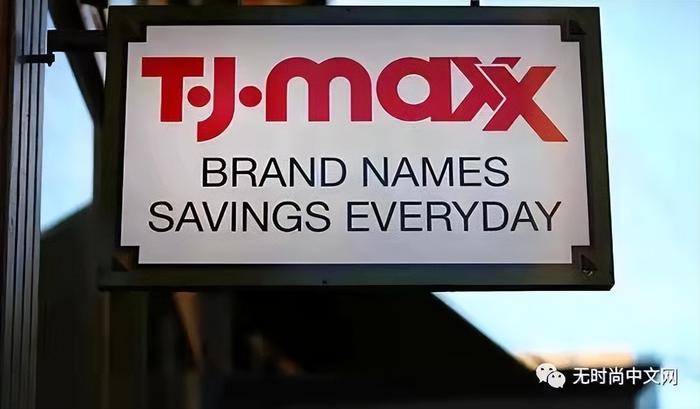 T·J·maxx
BRAND NAMES
SAVINGS EVERYDAY
无时尚中文网